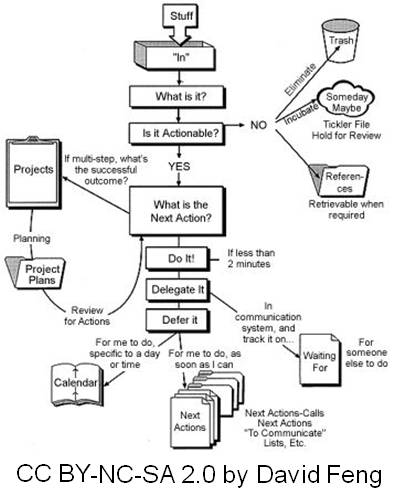 Stuff
"In"
What is it?
Is it Actionable?
NO
Eliminate
Trash
Incubate
Someday
Maybe
Tickler File
Hold for Review
Referen-
ces
Retrievable when
required
YES
If multi-step, what's
the successful
outcome?
Projects
Planning
Project
Plans
Review
for Actions
What is the
Next Action?
Do It!
If less than
2 minutes
Delegate It
In
communication
system, and
track it on...
Waiting
For
For
someone
else to do
Defer it
For me to do,
specific to a day
or time
Calendar
For me to do, as
soon as I can
Next
Actions
Next Actions-Calls
Next Actions
"To Communicate"
Lists, Etc.
CC BY-NC-SA 2.0 by David Feng